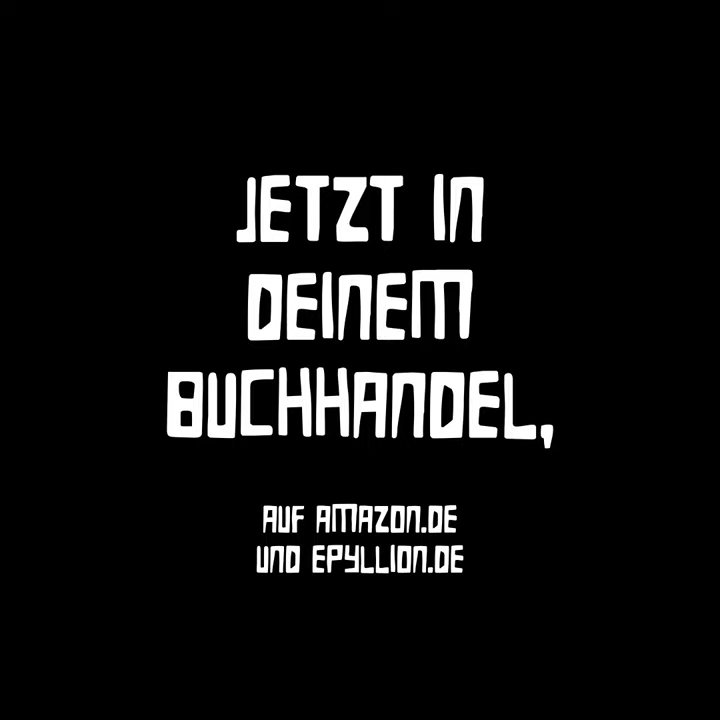 JETZT IN
DEINEM
BUCHHANDEL,
AUF AMAZON.DE
UND EPYLLION.DE